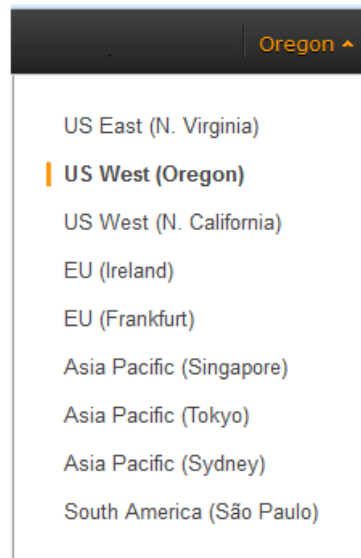 Oregon
US East (N. Virginia)
US West (Oregon)
US West (N. California)
EU (Ireland)
EU (Frankfurt)
Asia Pacific (Singapore)
Asia Pacific (Tokyo)
Asia Pacific (Sydney)
South America (São Paulo)